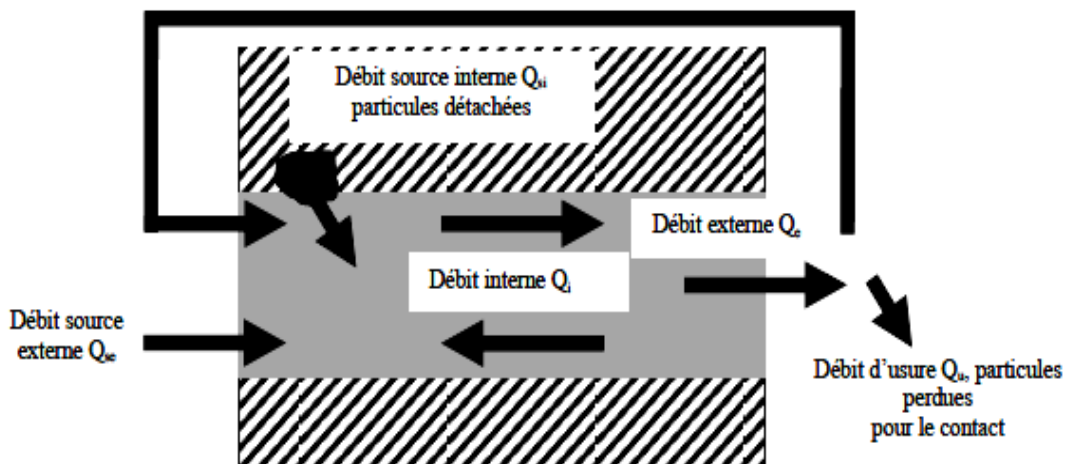 Débit source interne Qsi
particules détachées
Débit externe Qe
Débit interne Qi
Débit source
externe Qse
Débit d’usure Qu, particules
perdues
pour le contact